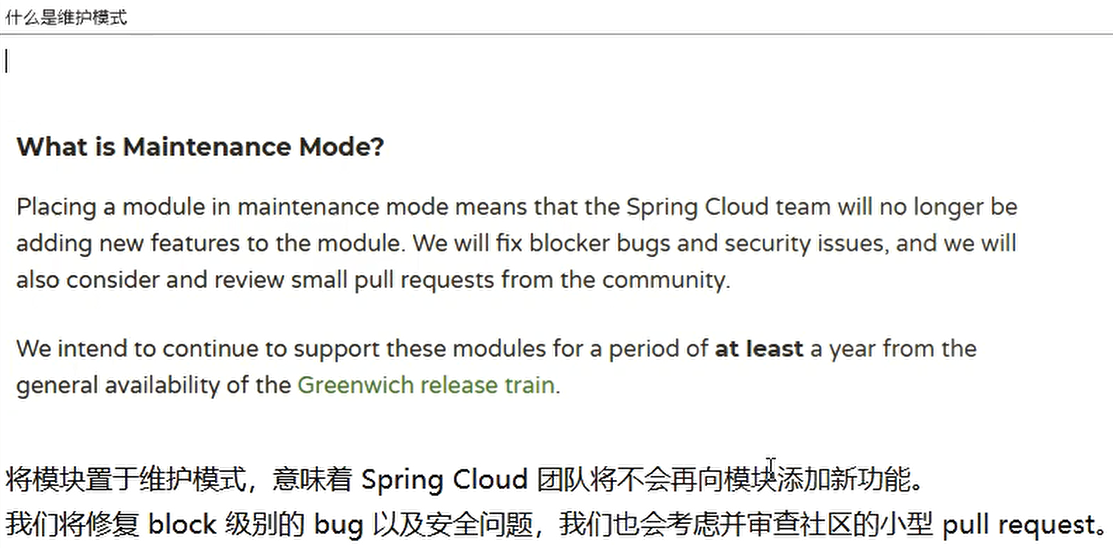 什么是维护模式
What is Maintenance Mode?
Placing a module in maintenance mode means that the Spring Cloud team will no longer be
adding new features to the module. We will fix blocker bugs and security issues, and we will
also consider and review small pull requests from the community.
We intend to continue to support these modules for a period of at least a year from the
general availability of the Greenwich release train.
将模块置于维护模式，意味着 Spring Cloud 团队将不会再向模块添加新功能。
我们将修复 block 级别的 bug 以及安全问题，我们也会考虑并审查社区的小型 pull request。